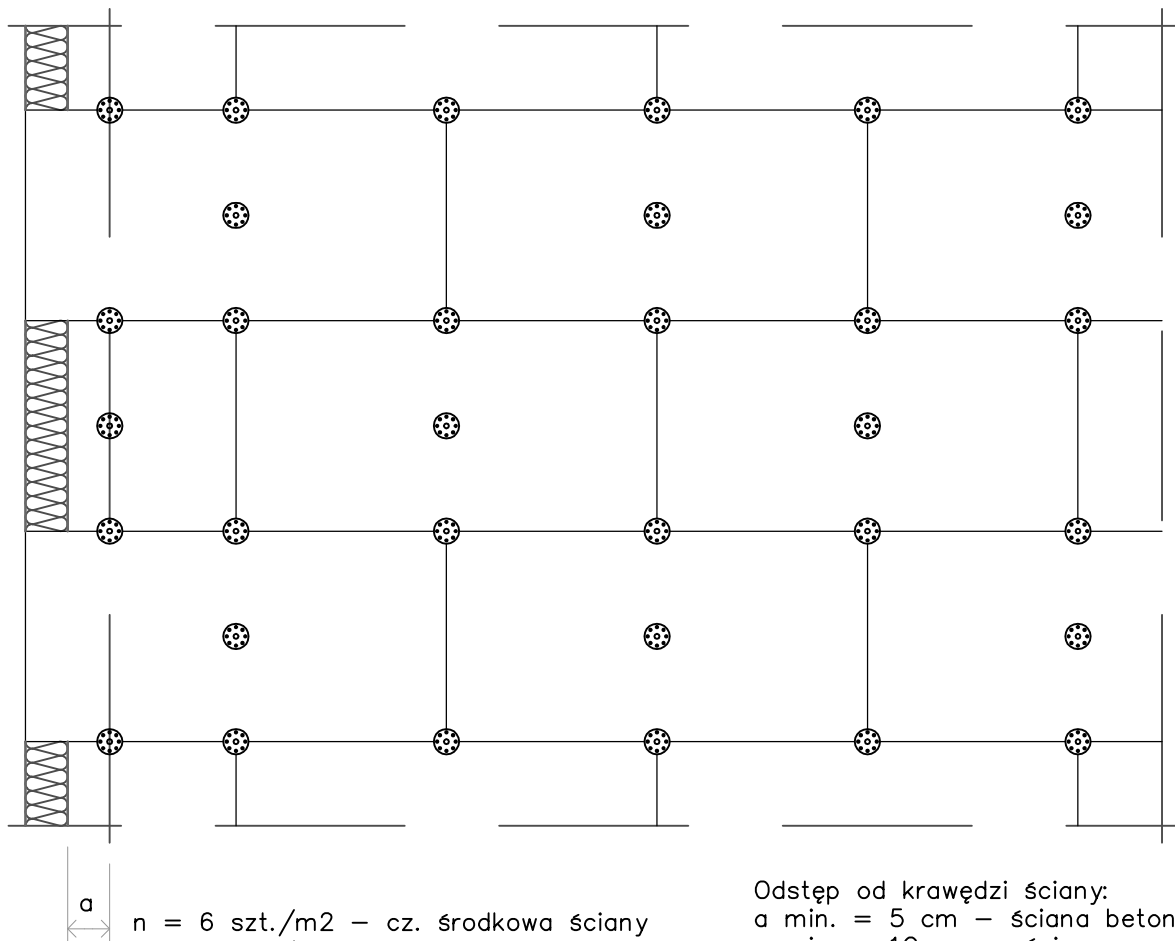 a
n = 6 szt./m2 – cz. środkowa ściany
Odstęp od krawędzi ściany:
a min. = 5 cm – ściana beton